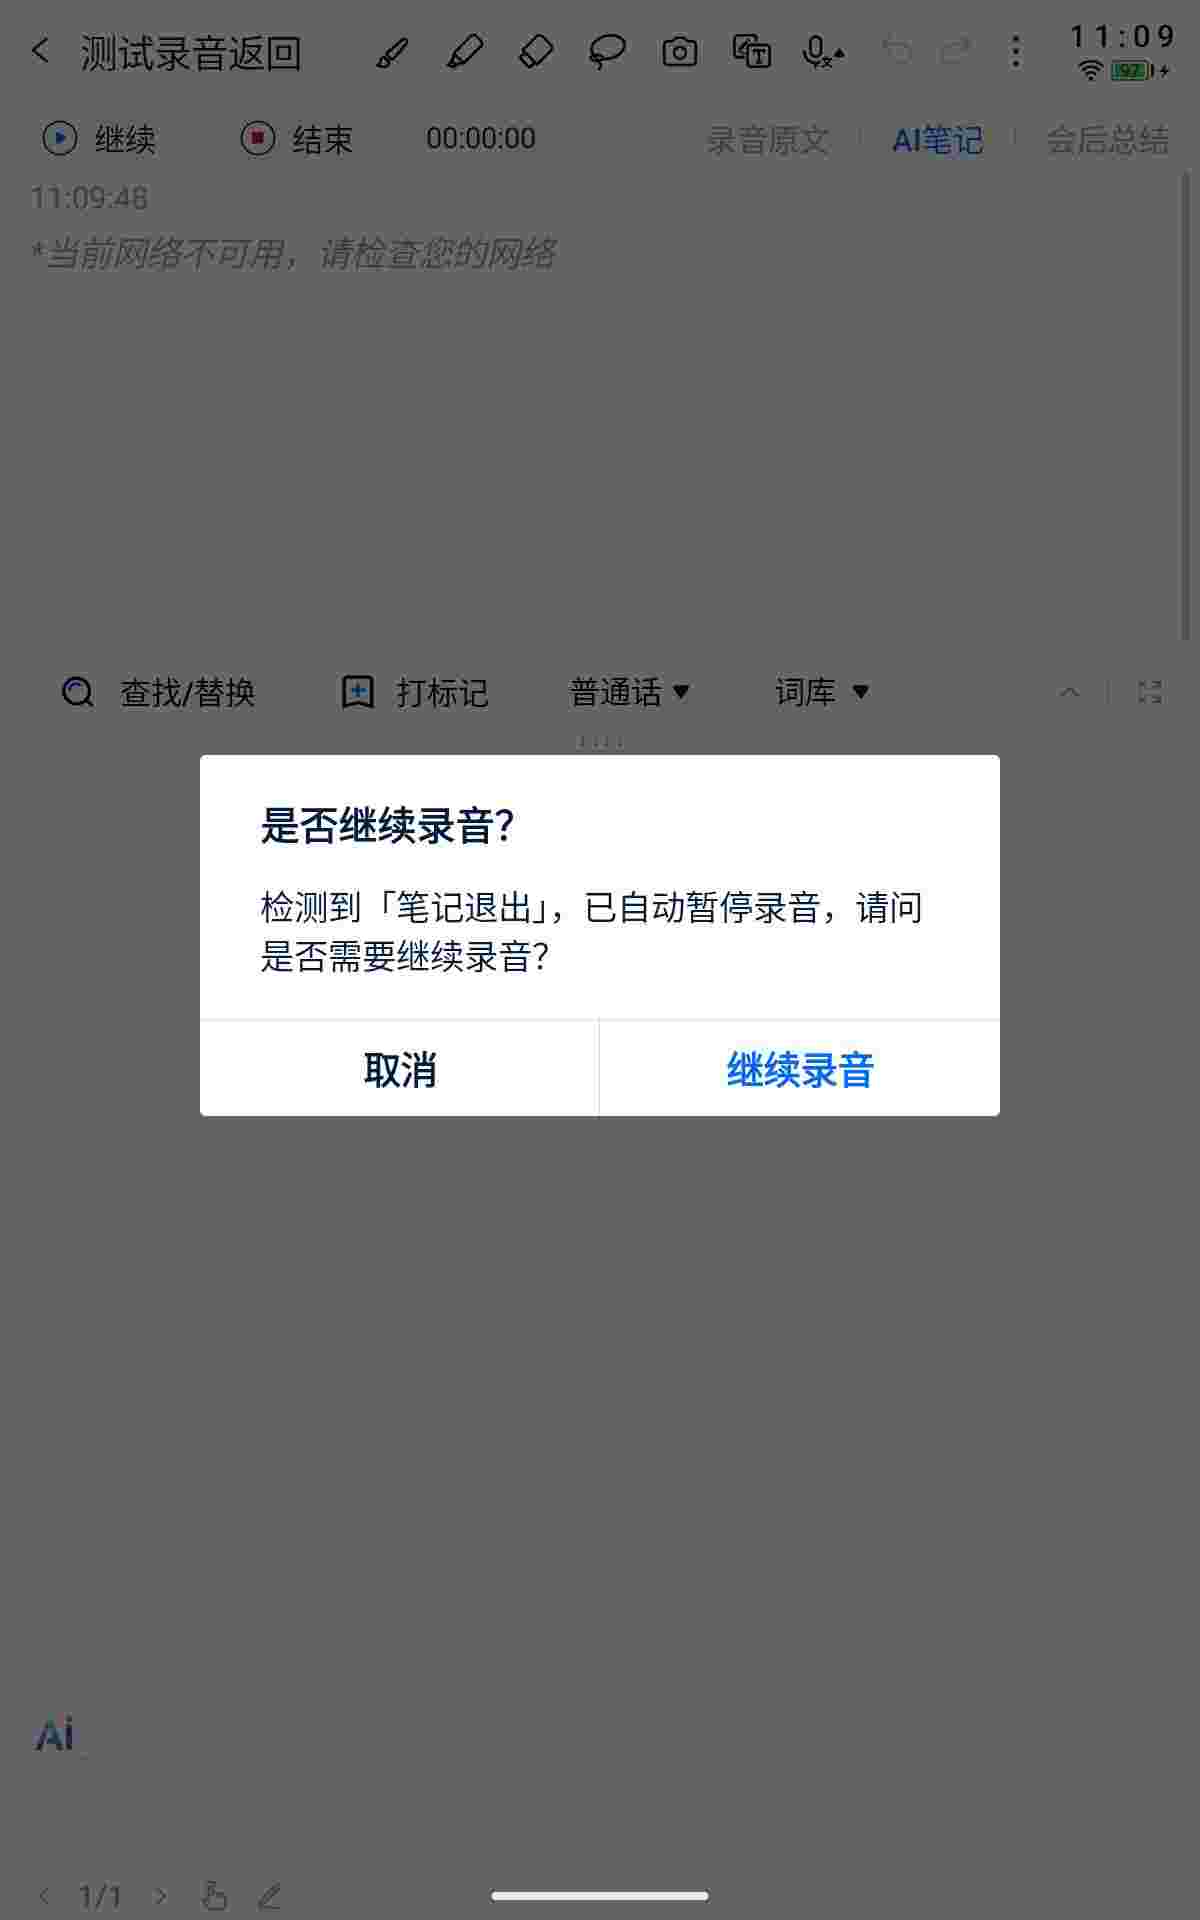 测试录音返回
11:09
97
继续
结束
00:00:00
录音原文
AI笔记
会后总结
11:09:48
*当前网络不可用，请检查您的网络
查找/替换
打标记
普通话
词库
是否继续录音？
检测到「笔记退出」，已自动暂停录音，请问
是否需要继续录音？
取消
继续录音
Ai
1/1